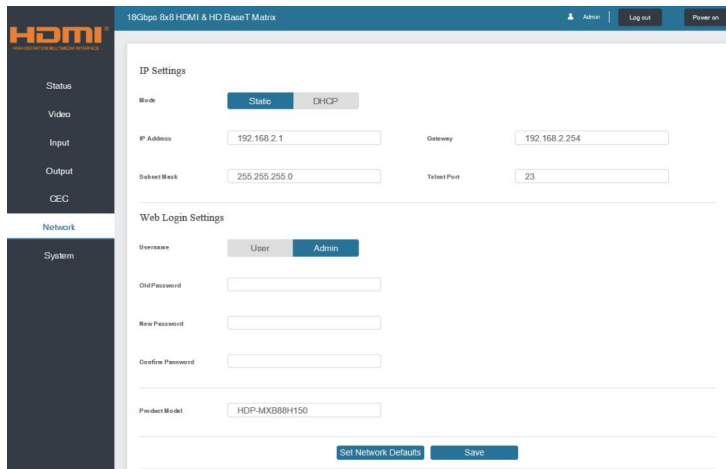 18Gbps 8x8 HDMI & HD BaseT Matrix
Admin
Log out
Power on
HDMI
HIGH DEFINITION MULTIMEDIA INTERFACE
Status
Video
Input
Output
CEC
Network
System
IP Settings
Mode Static DHCP
IP Address 192.168.2.1 Gateway 192.168.2.254
Subnet Mask 255.255.255.0 Telnet Port 23
Web Login Settings
Username User Admin
Old Password
New Password
Confirm Password
Product Model HDP-MXB88H150
Set Network Defaults Save